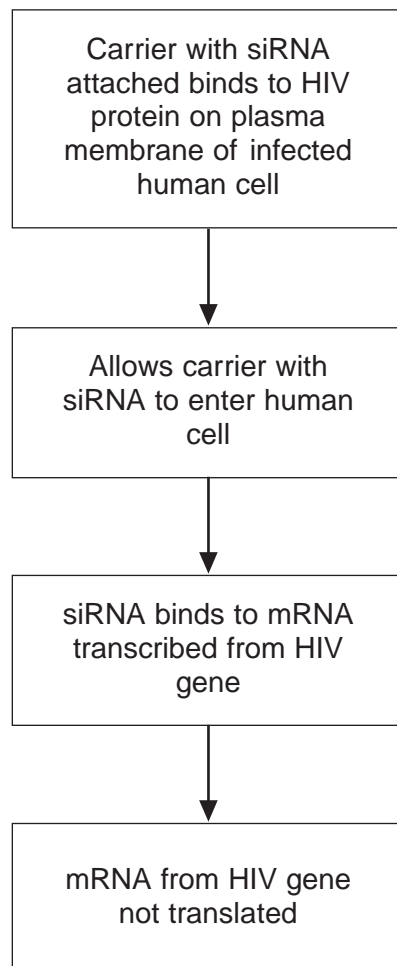 Carrier with siRNA
attached binds to HIV
protein on plasma
membrane of infected
human cell
Allows carrier with
siRNA to enter human
cell
siRNA binds to mRNA
transcribed from HIV
gene
mRNA from HIV gene
not translated